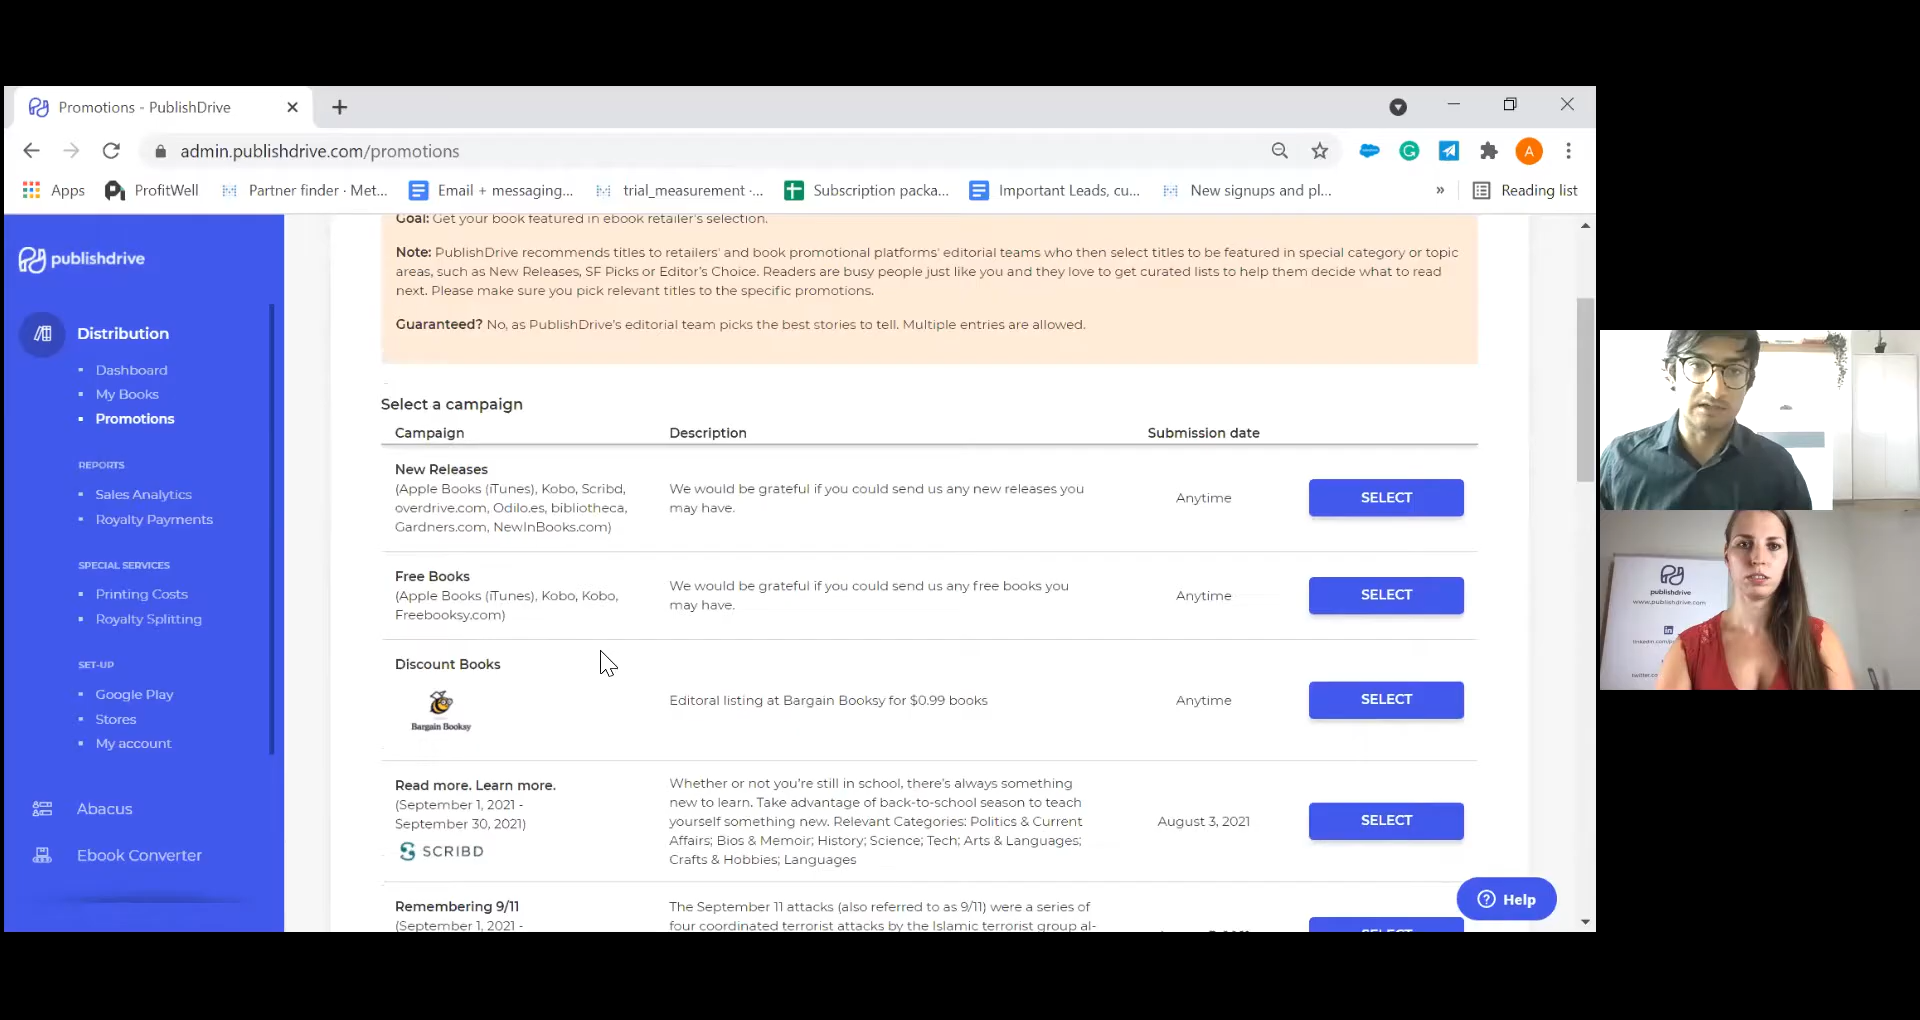 Promotions - PublishDrive
admin.publishdrive.com/promotions
A
Apps
ProfitWell
Partner finder · Met...
Email + messaging...
trial_measurement ·...
Subscription packa...
Important Leads, cu...
New signups and pl...
»
Reading list
publishdrive
Distribution
Dashboard
My Books
Promotions
REPORTS
Sales Analytics
Royalty Payments
SPECIAL SERVICES
Printing Costs
Royalty Splitting
SET-UP
Google Play
Stores
My account
Abacus
Ebook Converter
Goal: Get your book featured in ebook retailer's selection.
Note: PublishDrive recommends titles to retailers' and book promotional platforms' editorial teams who then select titles to be featured in special category or topic
areas, such as New Releases, SF Picks or Editor's Choice. Readers are busy people just like you and they love to get curated lists to help them decide what to read
next. Please make sure you pick relevant titles to the specific promotions.
Guaranteed? No, as PublishDrive's editorial team picks the best stories to tell. Multiple entries are allowed.
Select a campaign
Campaign Description Submission date
New Releases
(Apple Books (iTunes), Kobo, Scribd,
overdrive.com, Odilo.es, bibliotheca,
Gardners.com, NewInBooks.com)
We would be grateful if you could send us any new releases you
may have.
Anytime
SELECT
Free Books
(Apple Books (iTunes), Kobo, Kobo,
Freebooksy.com)
We would be grateful if you could send us any free books you
may have.
Anytime
SELECT
Discount Books
Bargain Booksy
Editoral listing at Bargain Booksy for $0.99 books
Anytime
SELECT
Read more. Learn more.
(September 1, 2021 -
September 30, 2021)
SCRIBD
Whether or not you're still in school, there's always something
new to learn. Take advantage of back-to-school season to teach
yourself something new. Relevant Categories: Politics & Current
Affairs; Bios & Memoir; History; Science; Tech; Arts & Languages;
Crafts & Hobbies; Languages
August 3, 2021
SELECT
Remembering 9/11
(September 1, 2021 -
The September 11 attacks (also referred to as 9/11) were a series of
four coordinated terrorist attacks by the Islamic terrorist group al-
SELECT
Help
publishdrive
www.publishdrive.com